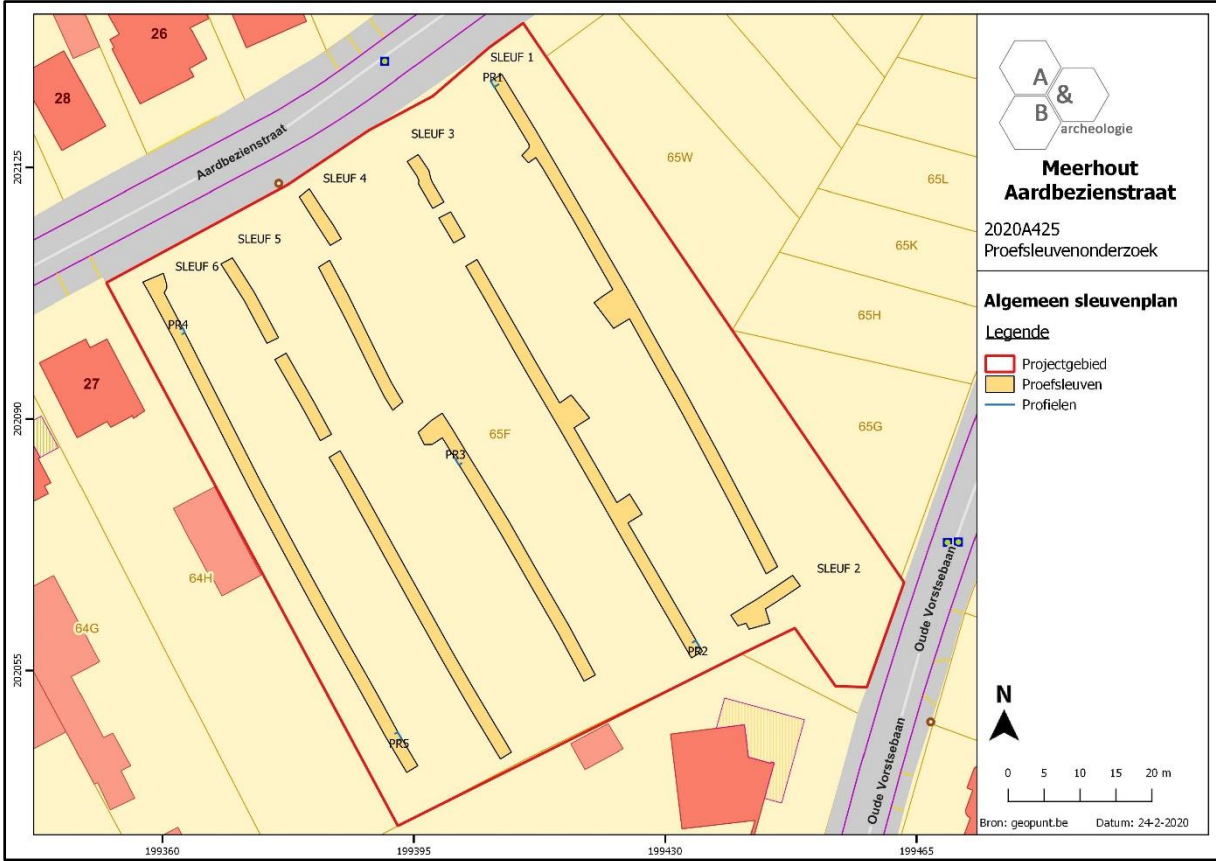 26
28
Aardbezienstraat
SLEUF 1
PR1
SLEUF 3
SLEUF 4
SLEUF 5
SLEUF 6
PR4
65W
65L
65K
65H
65G
27
65F
PR3
64H
64G
SLEUF 2
PR2
PR5
Oude Vorstsebaan
Oude Vorstsebaan
202125
202090
202055
199360
199395
199430
199465
A
&
B
archeologie
Meerhout
Aardbezienstraat
2020A425
Proefsleuvenonderzoek
Algemeen sleuvenplan
Legende
Projectgebied
Proefsleuven
Profielen
N
0 5 10 15 20 m
Bron: geopunt.be Datum: 24-2-2020